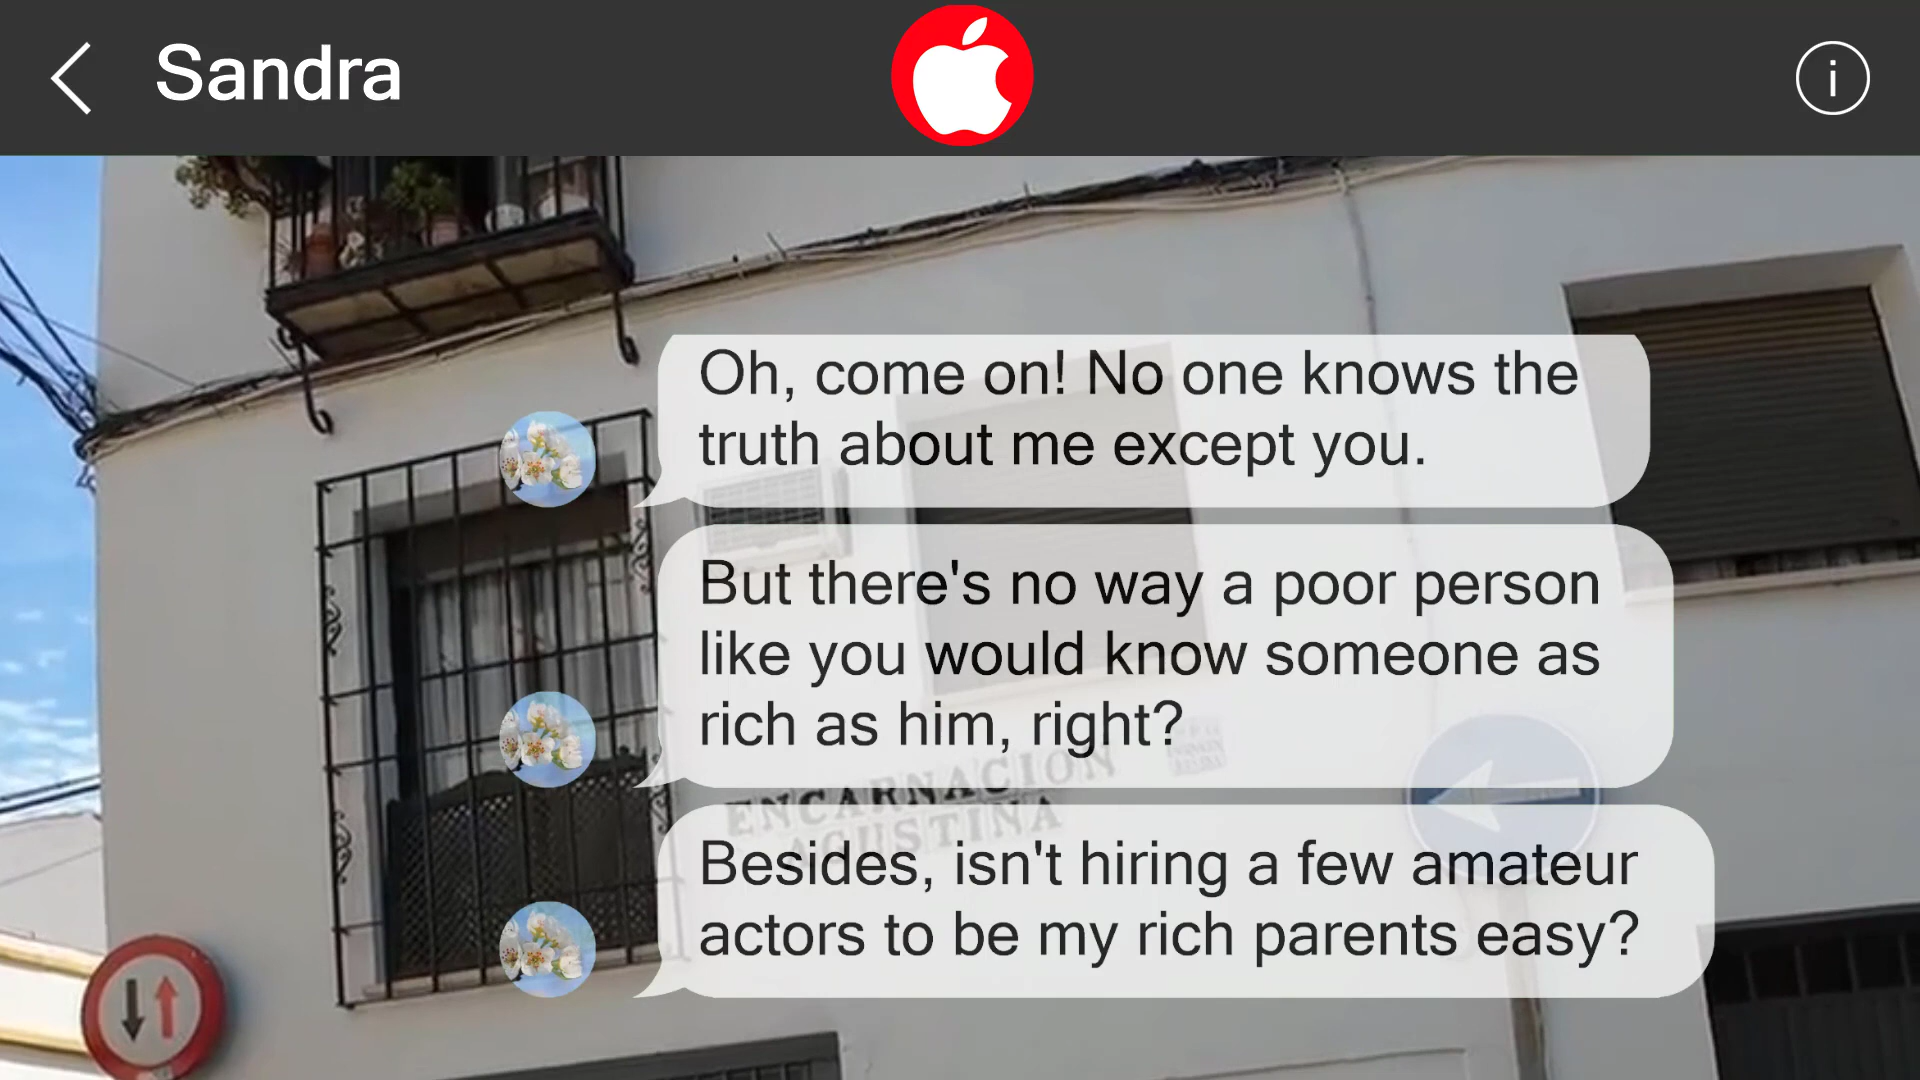 Sandra
i
Oh, come on! No one knows the
truth about me except you.
But there's no way a poor person
like you would know someone as
rich as him, right?
ENCARNACION
AGUSTINA
Besides, isn't hiring a few amateur
actors to be my rich parents easy?